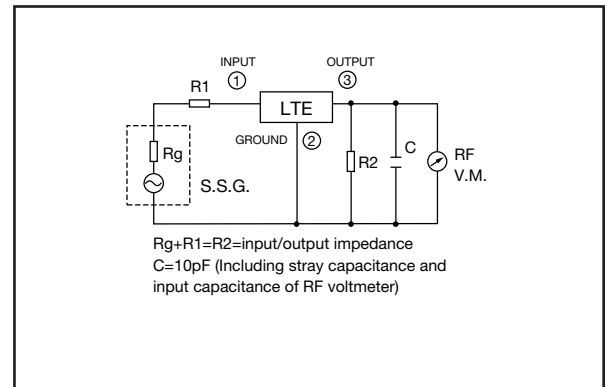 INPUT
OUTPUT
①
③
R1
LTE
GROUND ②
C
Rg
R2
RF
V.M.
S.S.G.
Rg+R1=R2=input/output impedance
C=10pF (Including stray capacitance and
input capacitance of RF voltmeter)